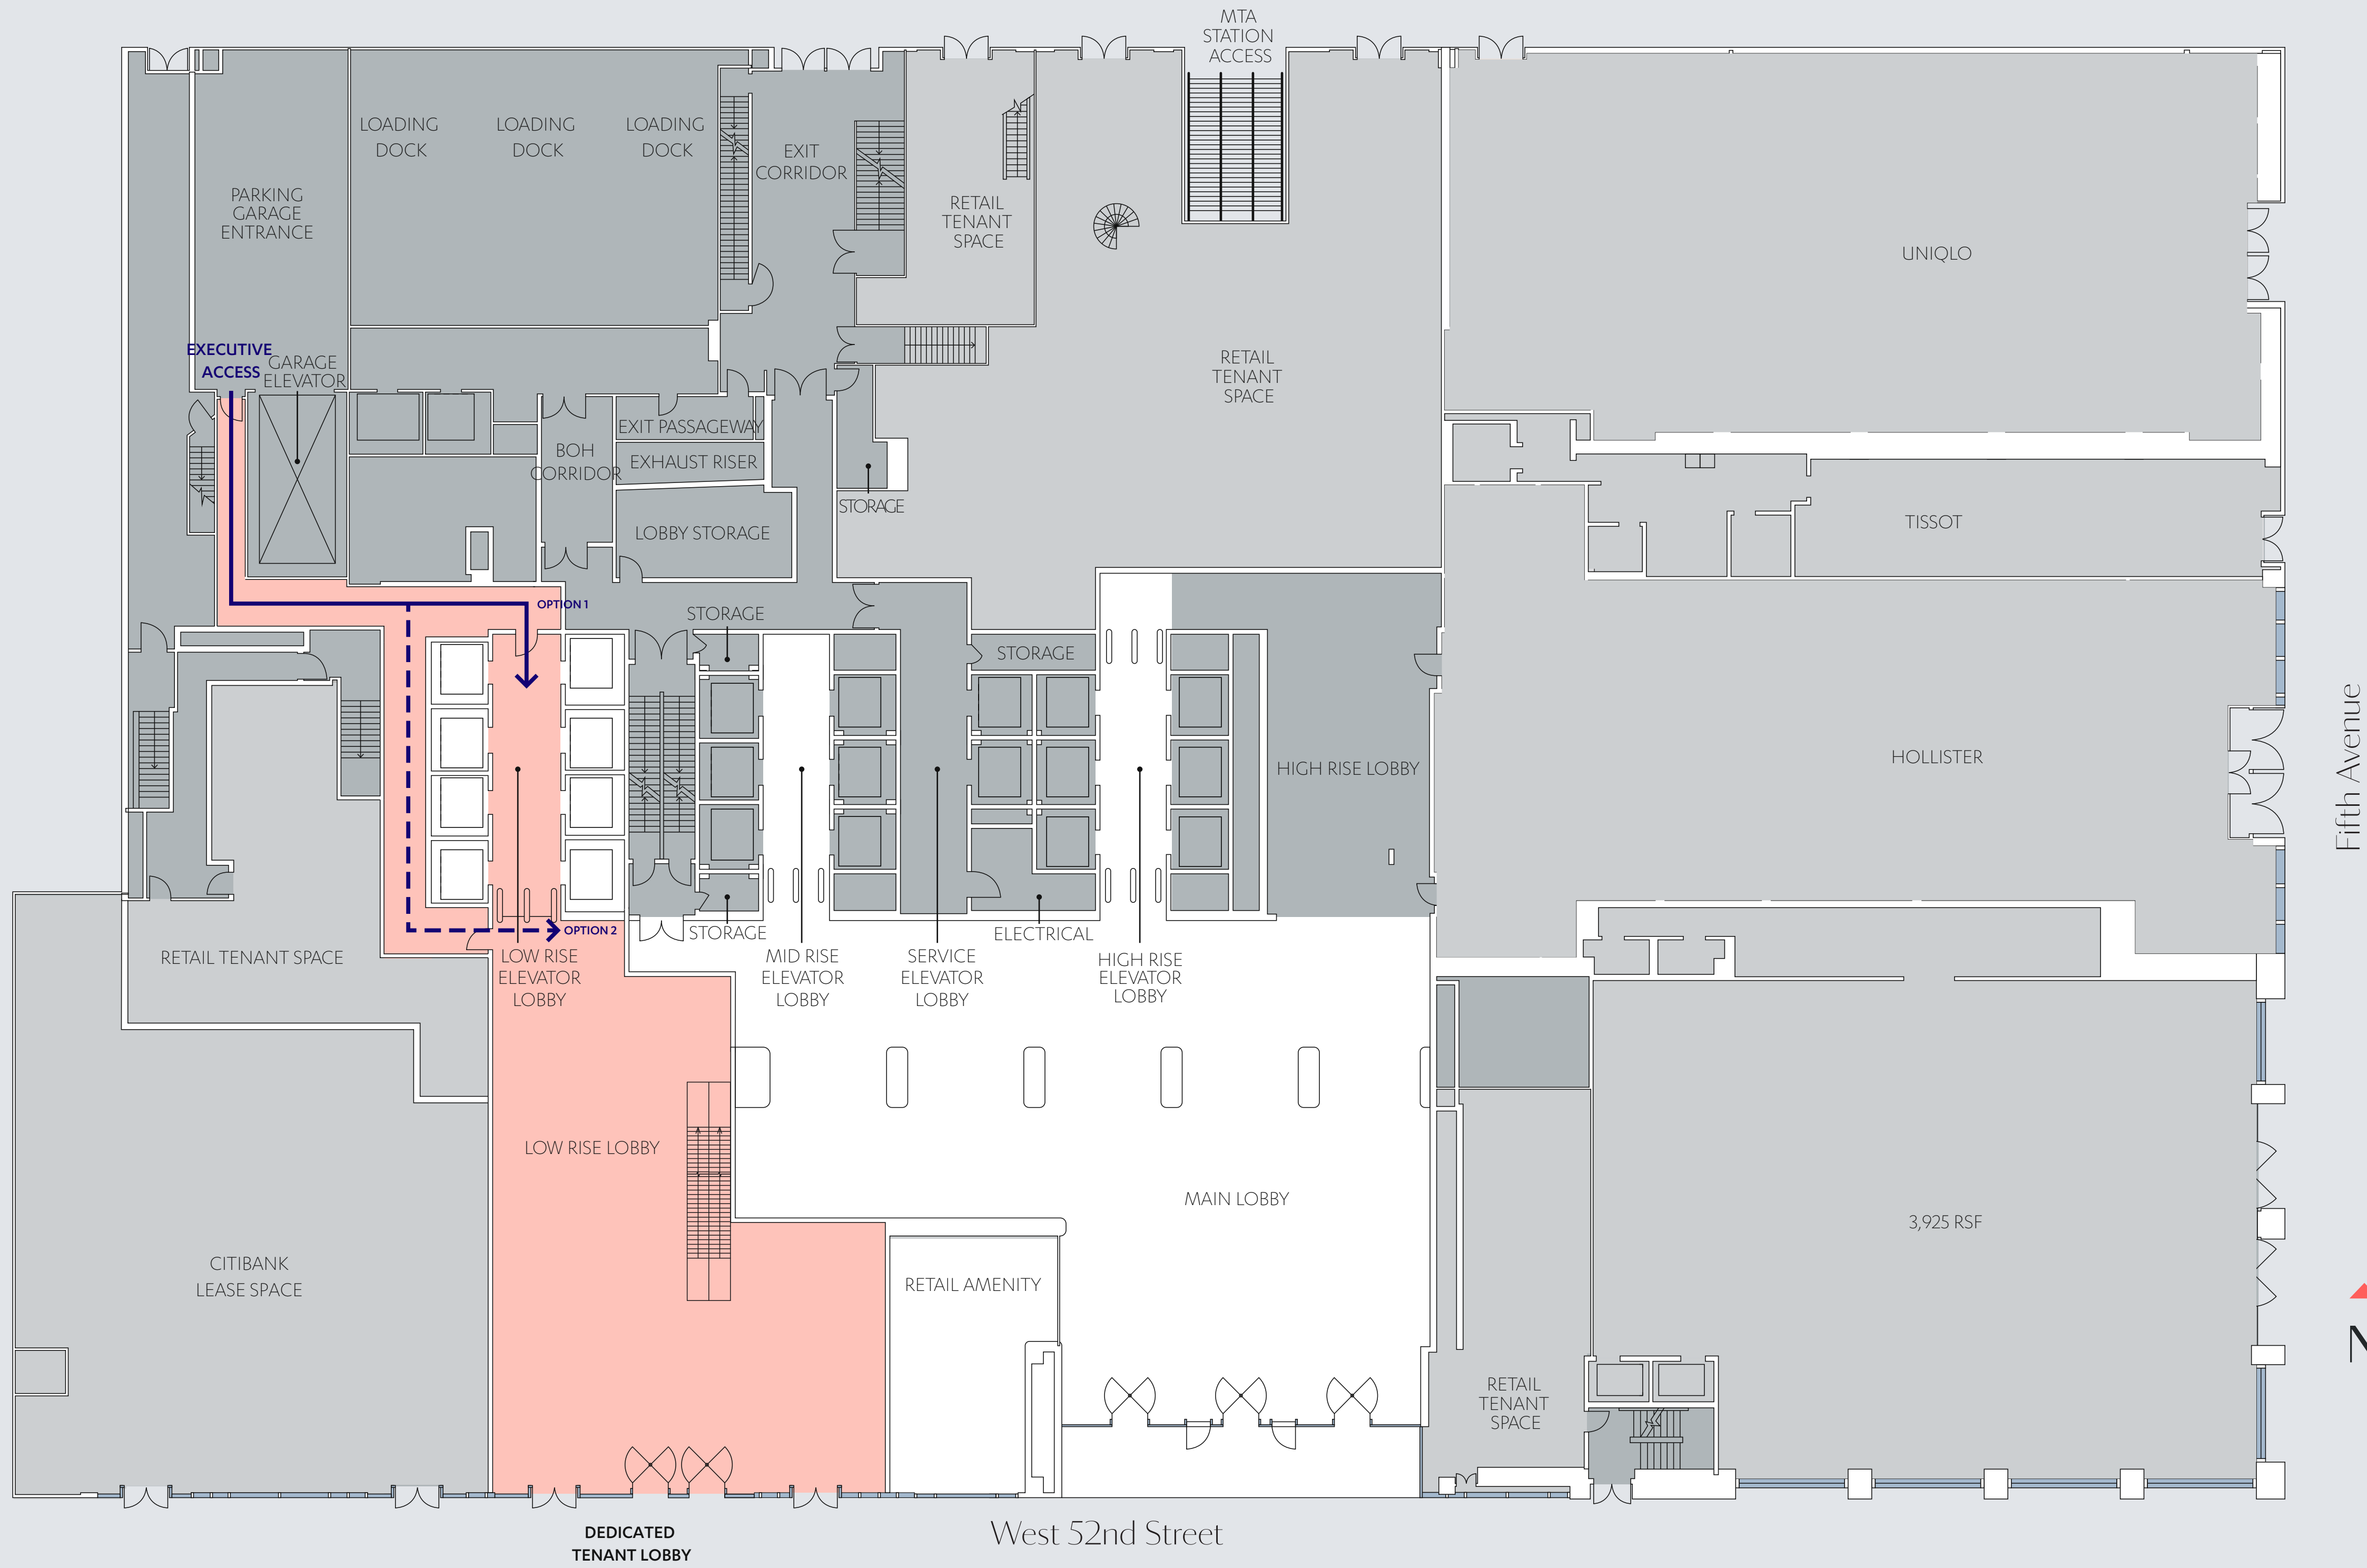 MTA
STATION
ACCESS
LOADING
DOCK
LOADING
DOCK
LOADING
DOCK
EXIT
CORRIDOR
PARKING
GARAGE
ENTRANCE
RETAIL
TENANT
SPACE
UNIQLO
EXECUTIVE
ACCESS
GARAGE
ELEVATOR
RETAIL
TENANT
SPACE
EXIT PASSAGEWAY
BOH
CORRIDOR
EXHAUST RISER
STORAGE
LOBBY STORAGE
TISSOT
OPTION 1
STORAGE
STORAGE
HIGH RISE LOBBY
HOLLISTER
Fifth Avenue
OPTION 2
STORAGE
ELECTRICAL
RETAIL TENANT SPACE
LOW RISE
ELEVATOR
LOBBY
MID RISE
ELEVATOR
LOBBY
SERVICE
ELEVATOR
LOBBY
HIGH RISE
ELEVATOR
LOBBY
LOW RISE LOBBY
MAIN LOBBY
3,925 RSF
CITIBANK
LEASE SPACE
RETAIL AMENITY
N
RETAIL
TENANT
SPACE
West 52nd Street
DEDICATED
TENANT LOBBY